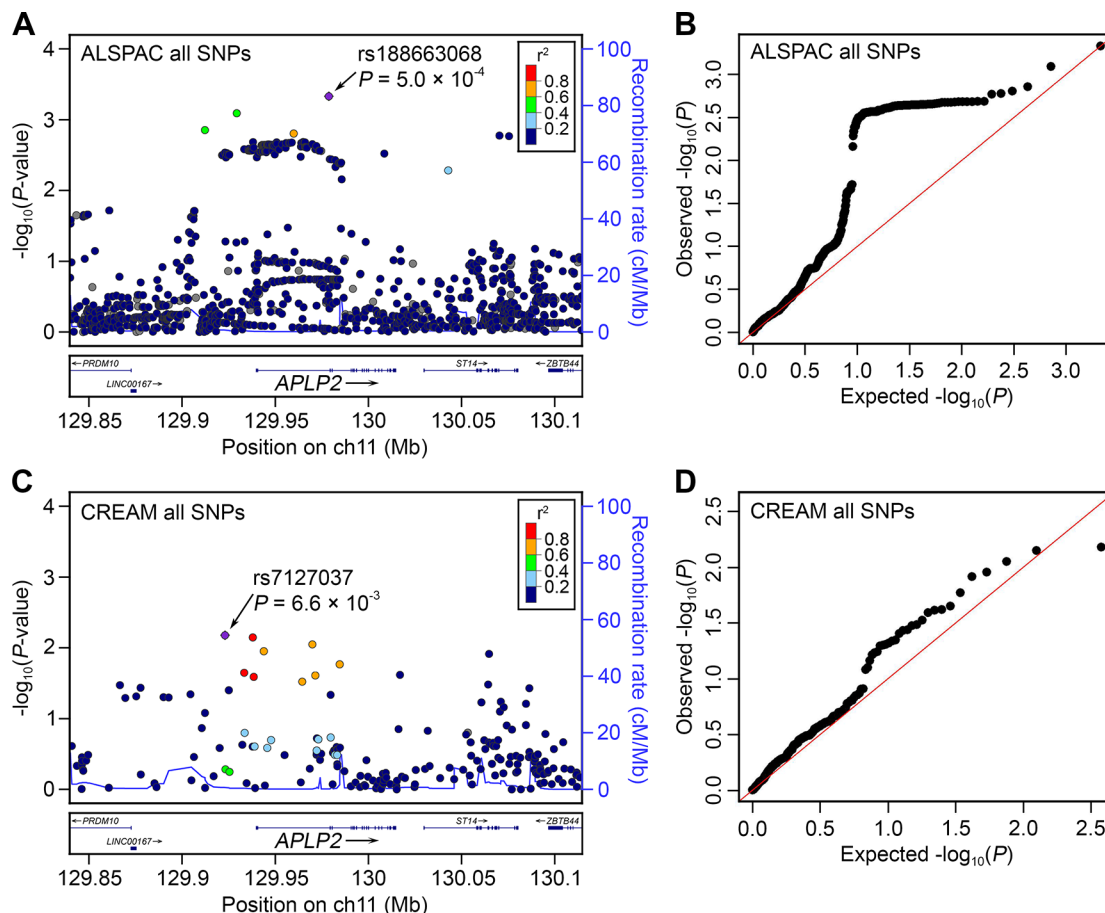 A
ALSPAC all SNPs
rs188663068
P = 5.0 × 10-4
r2
0.8
0.6
0.4
0.2
4
3
2
1
0
-log10(P-value)
100
80
60
40
20
0
Recombination rate (cM/Mb)
←PRDM10
LINC00167→
APLP2
ST14→
←ZBTB44
129.85 129.9 129.95 130 130.05 130.1
Position on ch11 (Mb)
B
ALSPAC all SNPs
Observed -log10(P)
3.0
2.5
2.0
1.5
1.0
0.5
0.0
0.0 0.5 1.0 1.5 2.0 2.5 3.0
Expected -log10(P)
C
CREAM all SNPs
rs7127037
P = 6.6 × 10-3
r2
0.8
0.6
0.4
0.2
4
3
2
1
0
-log10(P-value)
100
80
60
40
20
0
Recombination rate (cM/Mb)
←PRDM10
LINC00167→
APLP2
ST14→
←ZBTB44
129.85 129.9 129.95 130 130.05 130.1
Position on ch11 (Mb)
D
CREAM all SNPs
Observed -log10(P)
2.5
2.0
1.5
1.0
0.5
0.0
0.0 0.5 1.0 1.5 2.0 2.5
Expected -log10(P)